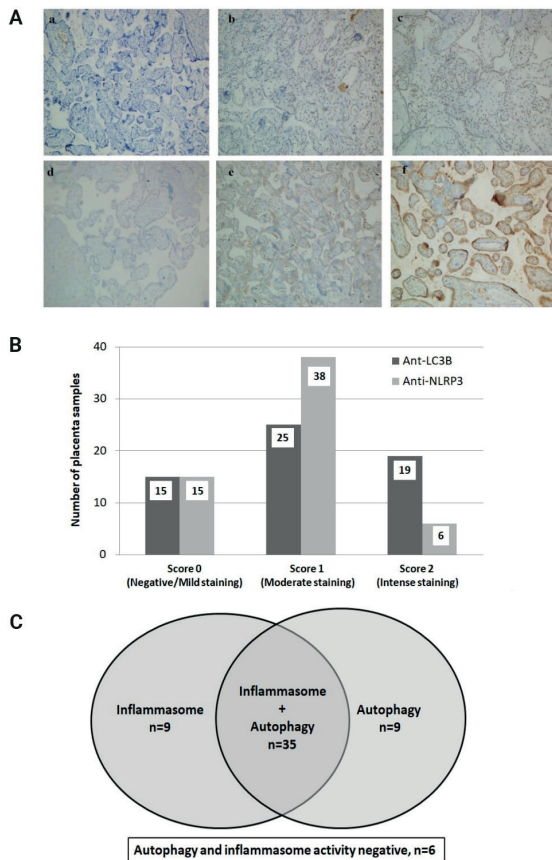 A
a
b
c
d
e
f
B
40
30
20
10
0
Number of placenta samples
Ant-LC3B
Anti-NLRP3
15
15
25
38
19
6
Score 0
(Negative/Mild staining)
Score 1
(Moderate staining)
Score 2
(Intense staining)
C
Inflammasome
n=9
Inflammasome
+
Autophagy
n=35
Autophagy
n=9
Autophagy and inflammasome activity negative, n=6